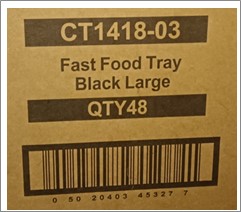 CT1418-03
Fast Food Tray
Black Large
QTY48
0 50 20403 45327 7